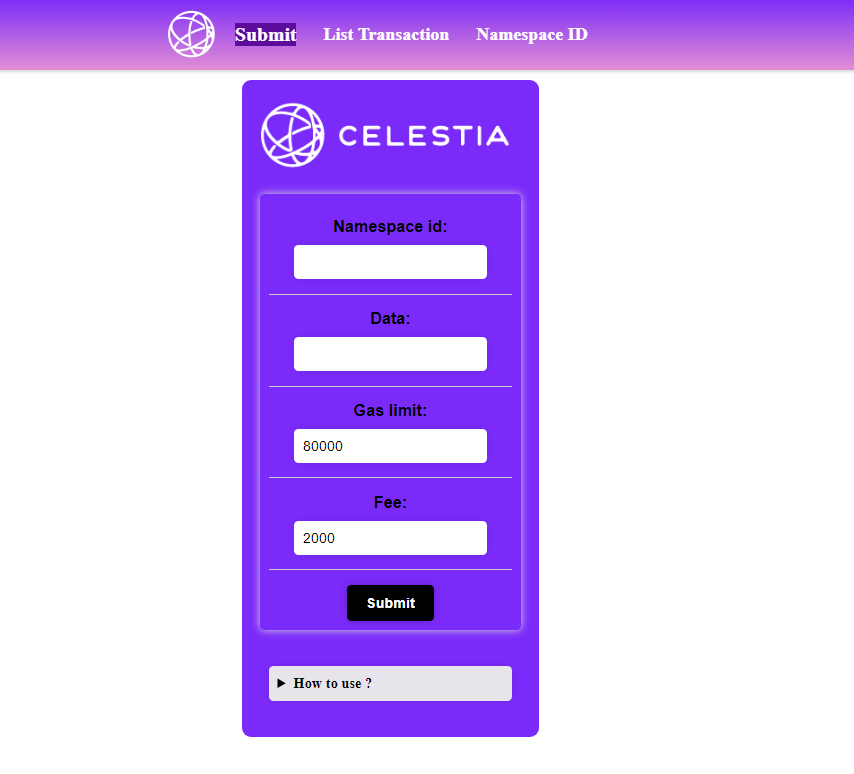 Submit List Transaction Namespace ID
CELESTIA
Namespace id:
Data:
Gas limit:
80000
Fee:
2000
Submit
How to use ?